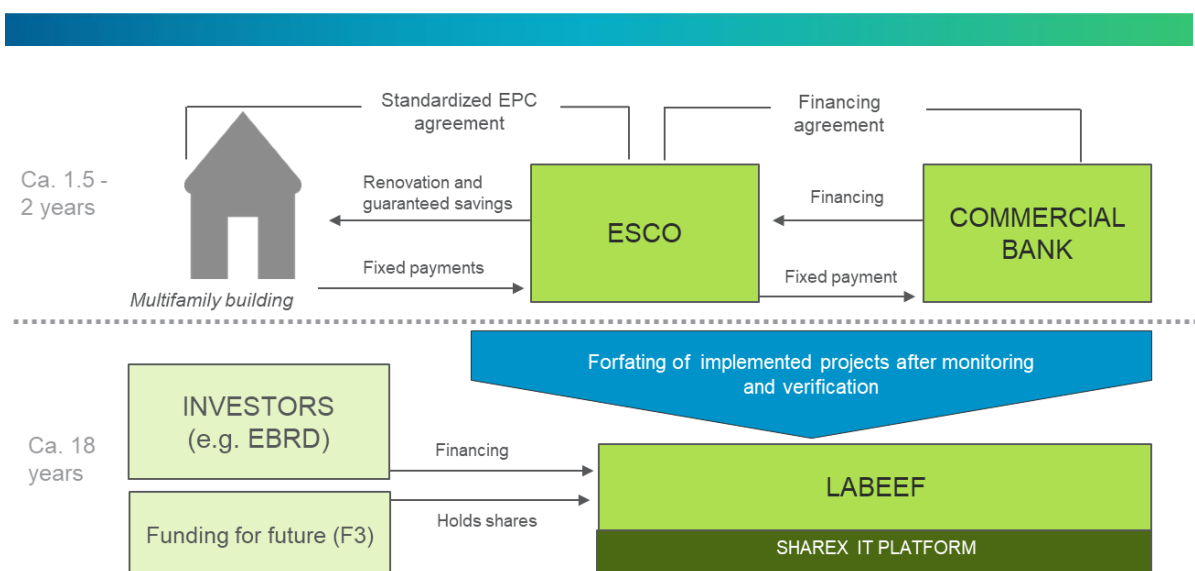 Standardized EPC
agreement
Financing
agreement
Ca. 1.5 -
2 years
Renovation and
guaranteed savings
Fixed payments
Multifamily building
ESCO
Financing
Fixed payment
COMMERCIAL
BANK
Forfating of implemented projects after monitoring
and verification
Ca. 18
years
INVESTORS
(e.g. EBRD)
Funding for future (F3)
Financing
Holds shares
LABEEF
SHAREX IT PLATFORM